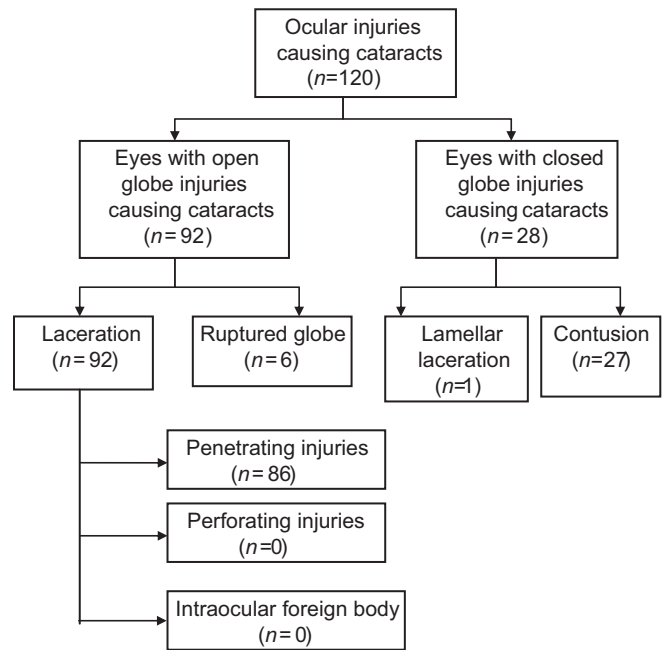 Ocular injuries
causing cataracts
(n=120)
Eyes with open
globe injuries
causing cataracts
(n=92)
Eyes with closed
globe injuries
causing cataracts
(n=28)
Laceration
(n=92)
Ruptured globe
(n=6)
Lamellar
laceration
(n=1)
Contusion
(n=27)
Penetrating injuries
(n=86)
Perforating injuries
(n=0)
Intraocular foreign body
(n=0)